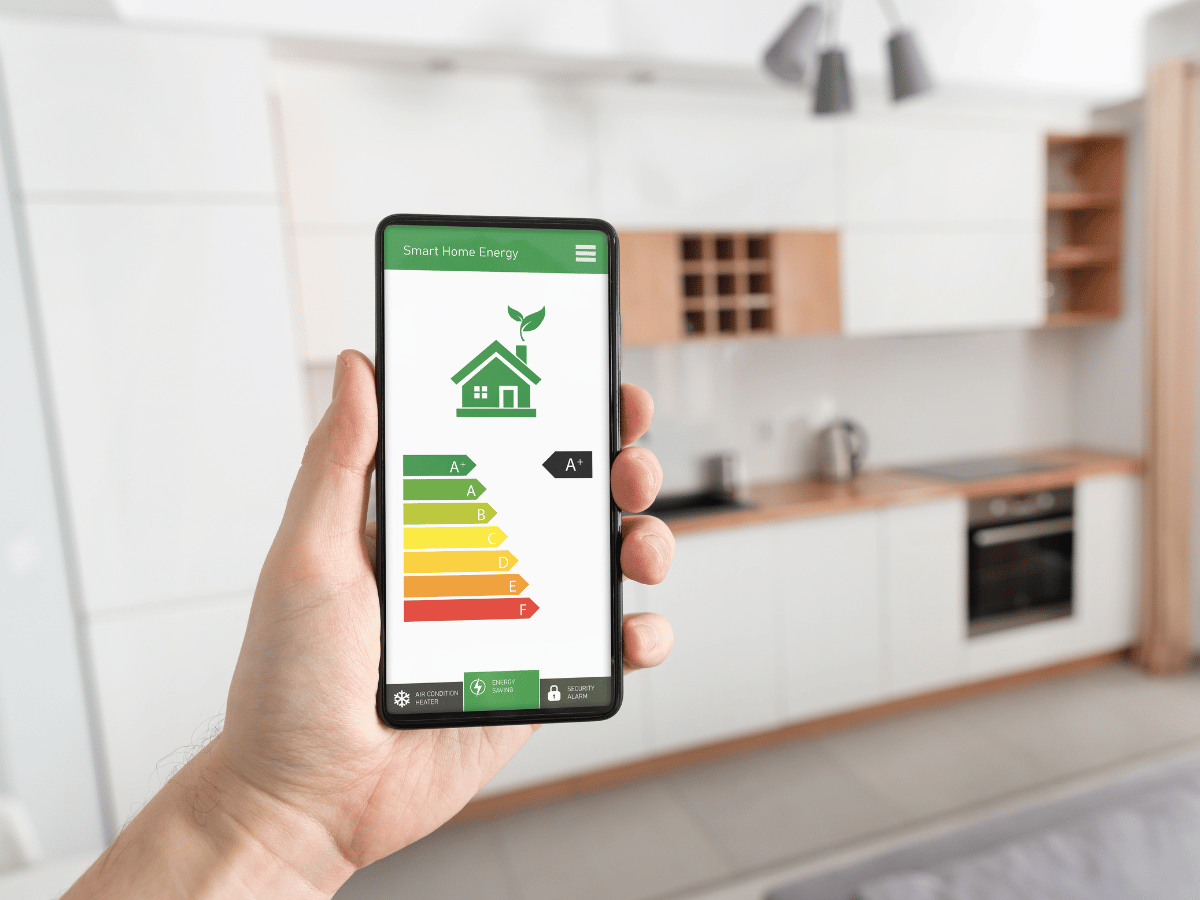 Smart Home Energy
A+
A+
A
B
C
D
E
F
AIR CONDITION
HEATER
ENERGY
SAVING
SECURITY
ALARM